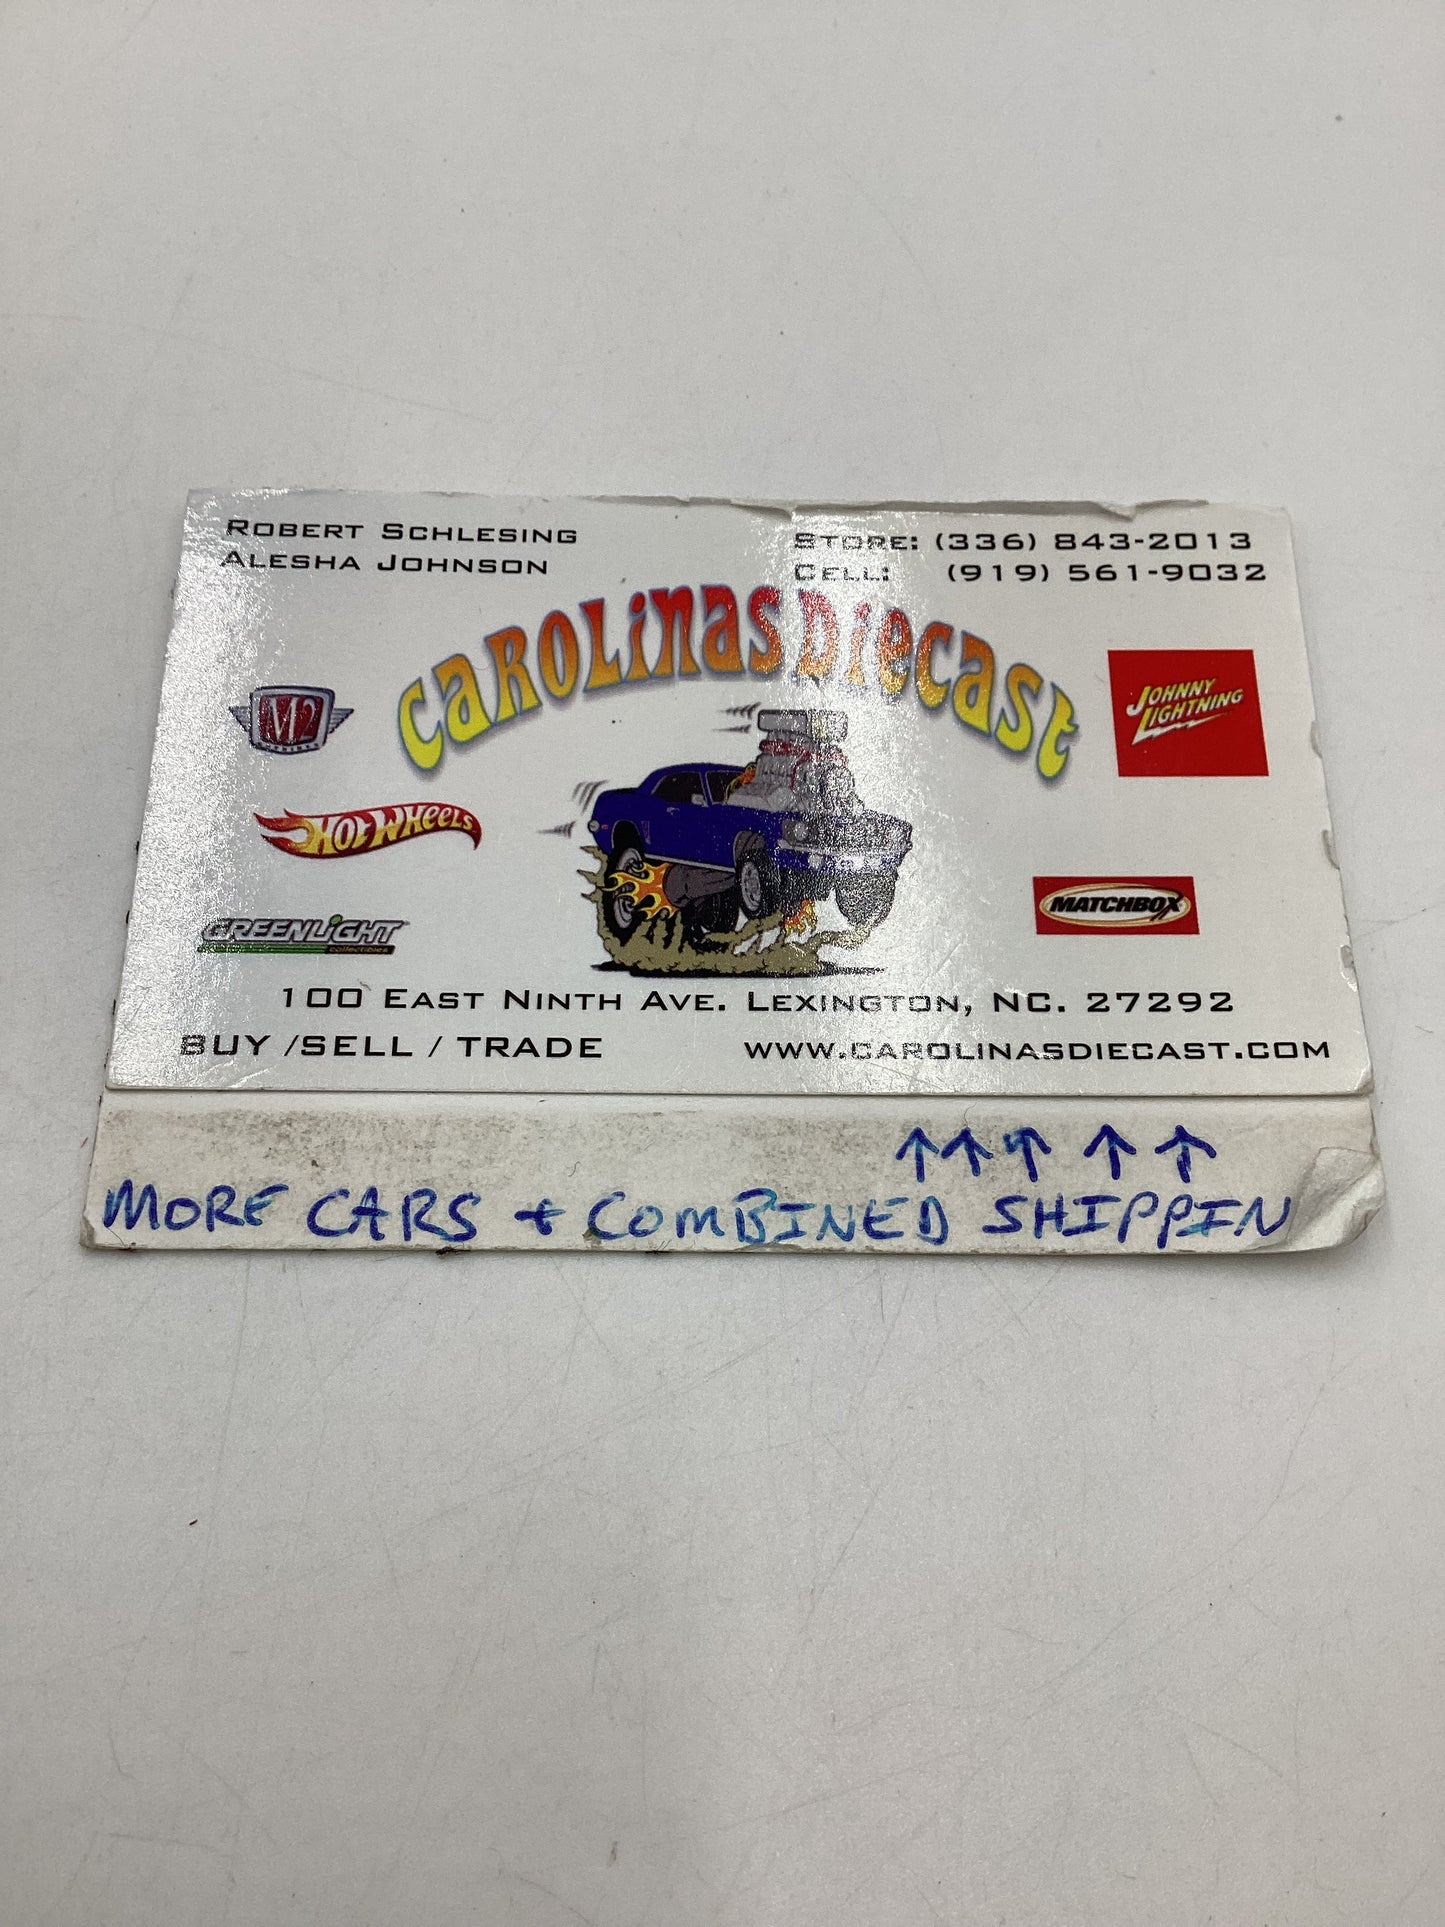 ROBERT SCHLESING
ALESHA JOHNSON
STORE: (336) 843-2013
CELL: (919) 561-9032
CAROLINAS DIECAST
M2
MACHINES
JOHNNY
LIGHTNING
HOT WHEELS
MATCHBOX
GREENLIGHT
collectibles
100 EAST NINTH AVE. LEXINGTON, NC. 27292
BUY /SELL / TRADE
WWW.CAROLINASDIECAST.COM
↑↑↑↑↑
MORE CARS + COMBINED SHIPPIN